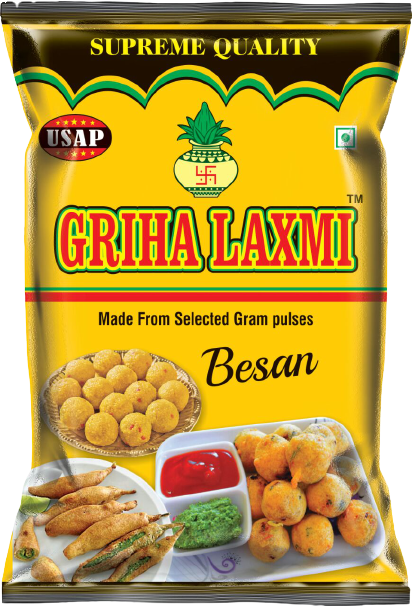 SUPREME QUALITY
USAP
GRIHA LAXMI
TM
Made From Selected Gram pulses
Besan